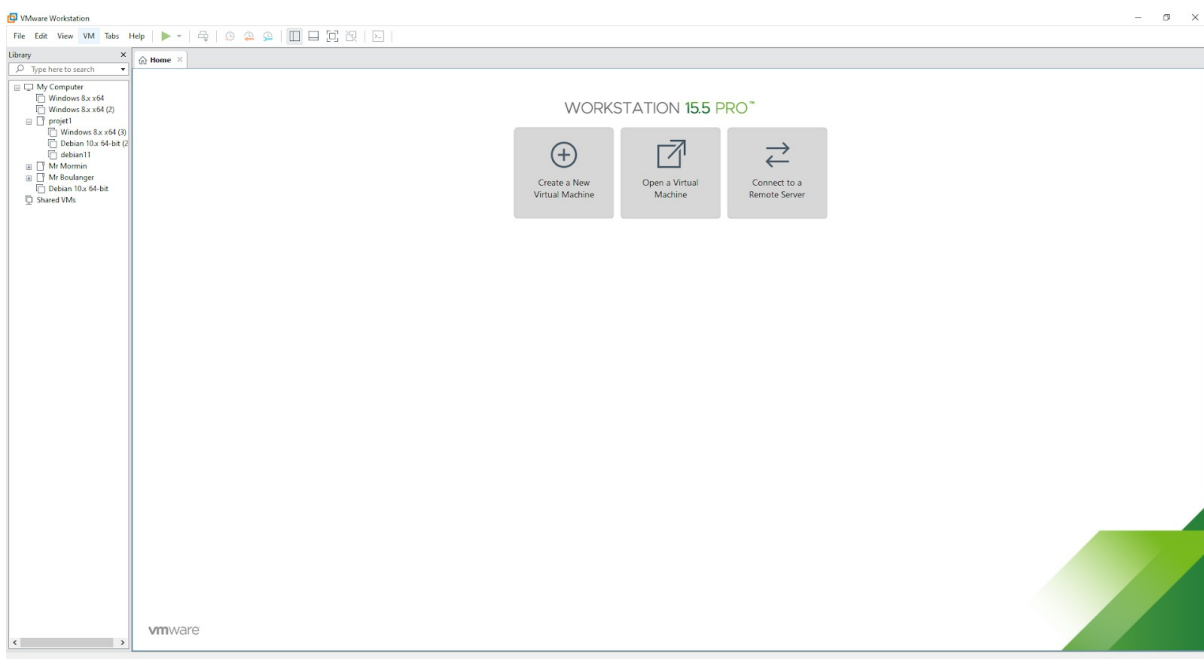 VMware Workstation
File Edit View VM Tabs Help
Library
Home
Type here to search
My Computer
Windows 8.x x64
Windows 8.x x64 (2)
projet1
Windows 8.x x64 (3)
Debian 10.x 64-bit (2
debian11
Mr Mormin
Mr Boulanger
Debian 10.x 64-bit
Shared VMs
WORKSTATION 15.5 PRO™
Create a New
Virtual Machine
Open a Virtual
Machine
Connect to a
Remote Server
vmware